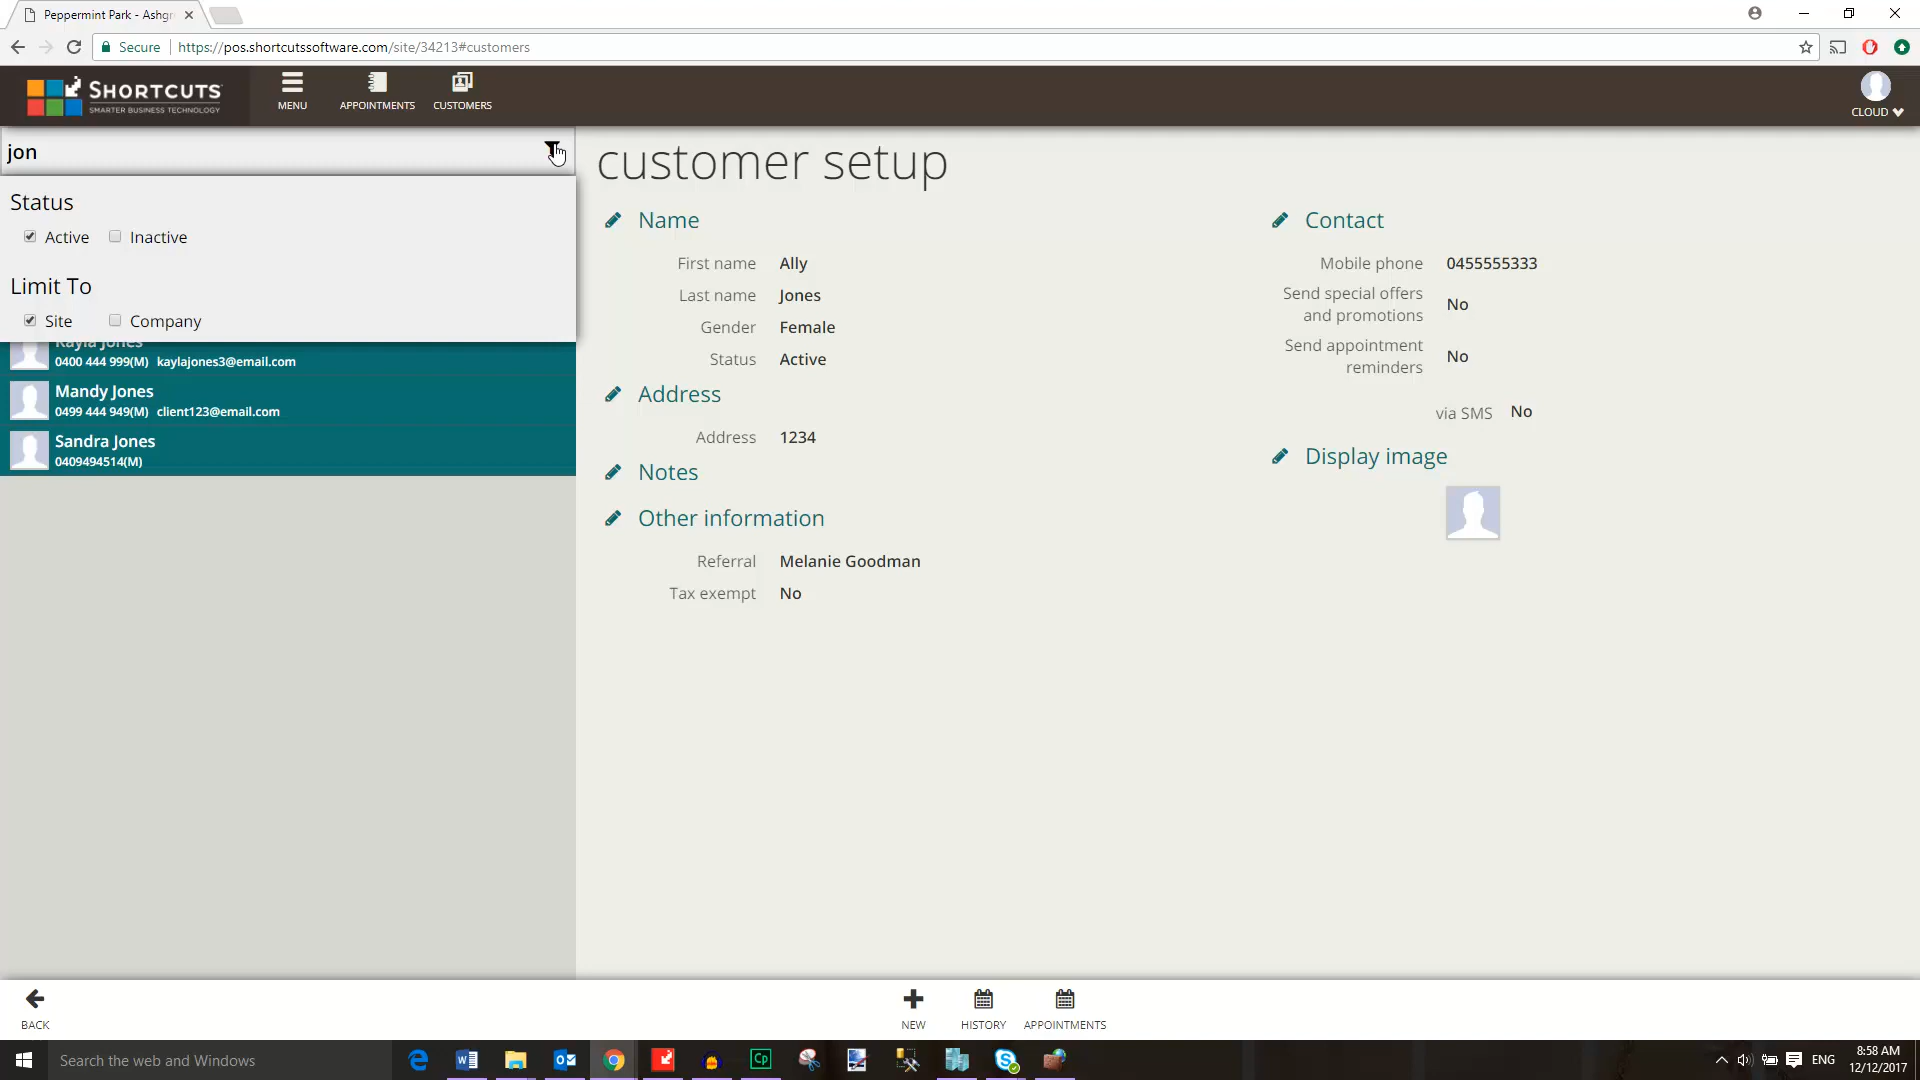 Peppermint Park - Ashgr
Secure
https://pos.shortcutssoftware.com/site/34213#customers
SHORTCUTS
SMARTER BUSINESS TECHNOLOGY
MENU
APPOINTMENTS
CUSTOMERS
CLOUD
jon
Status
Active
Inactive
Limit To
Site
Company
Kayla Jones
0400 444 999(M) kaylajones3@email.com
Mandy Jones
0499 444 949(M) client123@email.com
Sandra Jones
0409494514(M)
customer setup
Name
First name Ally
Last name Jones
Gender Female
Status Active
Address
Address 1234
Notes
Other information
Referral Melanie Goodman
Tax exempt No
Contact
Mobile phone 0455555333
Send special offers
and promotions
No
Send appointment
reminders
No
via SMS No
Display image
BACK
NEW
HISTORY
APPOINTMENTS
Search the web and Windows
Cp
ENG
8:58 AM
12/12/2017